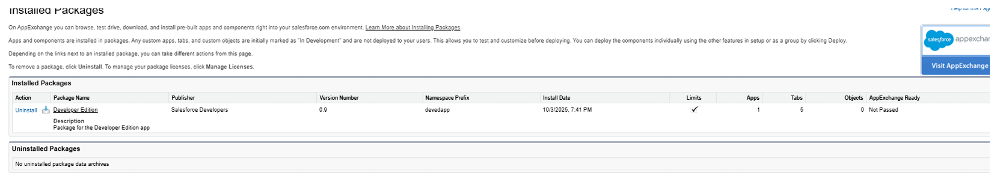 Installed Packages
On AppExchange you can browse, test drive, download, and install pre-built apps and components right into your salesforce.com environment. Learn More about Installing Packages.
Apps and components are installed in packages. Any custom apps, tabs, and custom objects are initially marked as "In Development" and are not deployed to your users. This allows you to test and customize before deploying. You can deploy the components individually using the other features in setup or as a group by clicking Deploy.
Depending on the links next to an installed package, you can take different actions from this page.
To remove a package, click Uninstall. To manage your package licenses, click Manage Licenses.
Help for this Pag
salesforce appexchan
Visit AppExchange
Installed Packages
Action Package Name Publisher Version Number Namespace Prefix Install Date Limits Apps Tabs Objects AppExchange Ready
Uninstall Developer Edition Salesforce Developers 0.9 devedapp 10/3/2025, 7:41 PM ✓ 1 5 0 Not Passed
Description
Package for the Developer Edition app
Uninstalled Packages
No uninstalled package data archives